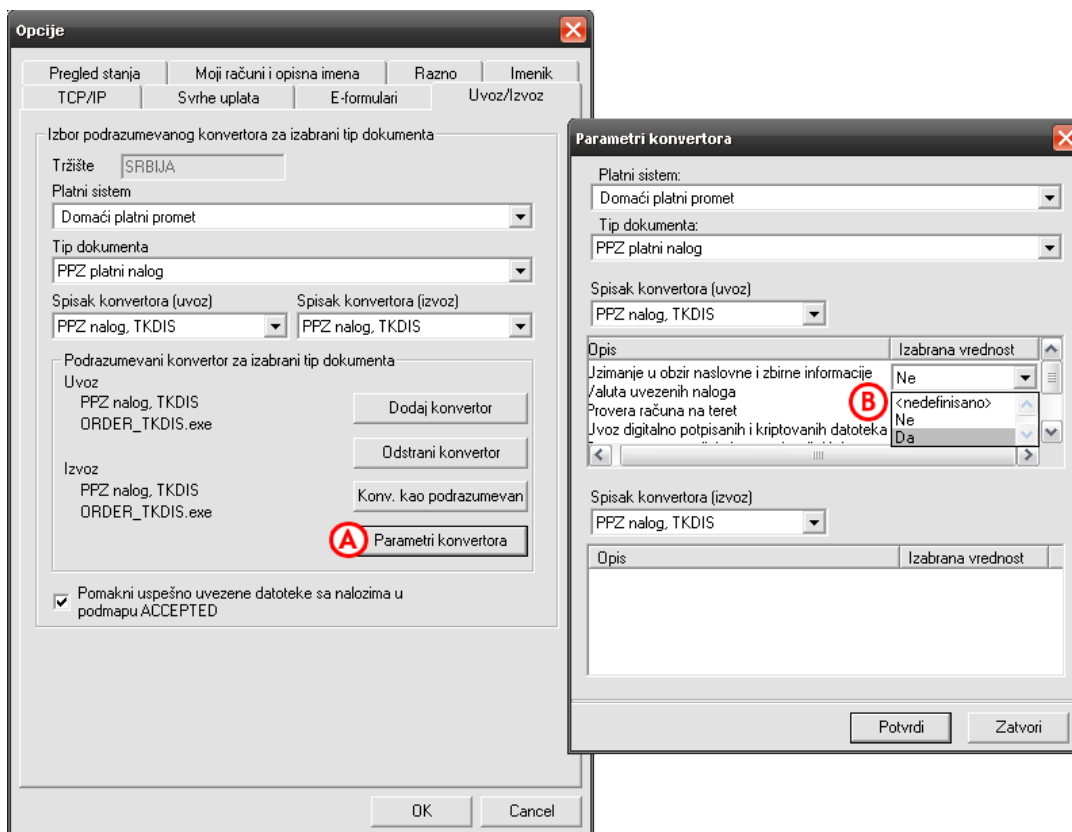 Opcije
Pregled stanja
Moji računi i opisna imena
Razno
Imenik
TCP/IP
Svrhe uplata
E-formulari
Uvoz/Izvoz
Izbor podrazumevanog konvertora za izabrani tip dokumenta
Tržište
SRBIJA
Platni sistem
Domaći platni promet
Tip dokumenta
PPZ platni nalog
Spisak konvertora (uvoz)
Spisak konvertora (izvoz)
PPZ nalog, TKDIS
PPZ nalog, TKDIS
Podrazumevani konvertor za izabrani tip dokumenta
Uvoz
PPZ nalog, TKDIS
ORDER_TKDIS.exe
Izvoz
PPZ nalog, TKDIS
ORDER_TKDIS.exe
Dodaj konvertor
Odstrani konvertor
Konv. kao podrazumevan
A
Parametri konvertora
Pomakni uspešno uvezene datoteke sa nalozima u
podmapu ACCEPTED
OK
Cancel
Parametri konvertora
Platni sistem:
Domaći platni promet
Tip dokumenta:
PPZ platni nalog
Spisak konvertora (uvoz)
PPZ nalog, TKDIS
Opis
Izabrana vrednost
Uzimanje u obzir naslovne i zbirne informacije
Ne
Valuta uvezenih naloga
Provera računa na teret
Uvoz digitalno potpisanih i kriptovanih datoteka
B
<nedefinisano>
Ne
Da
Spisak konvertora (izvoz)
PPZ nalog, TKDIS
Opis
Izabrana vrednost
Potvrdi
Zatvori